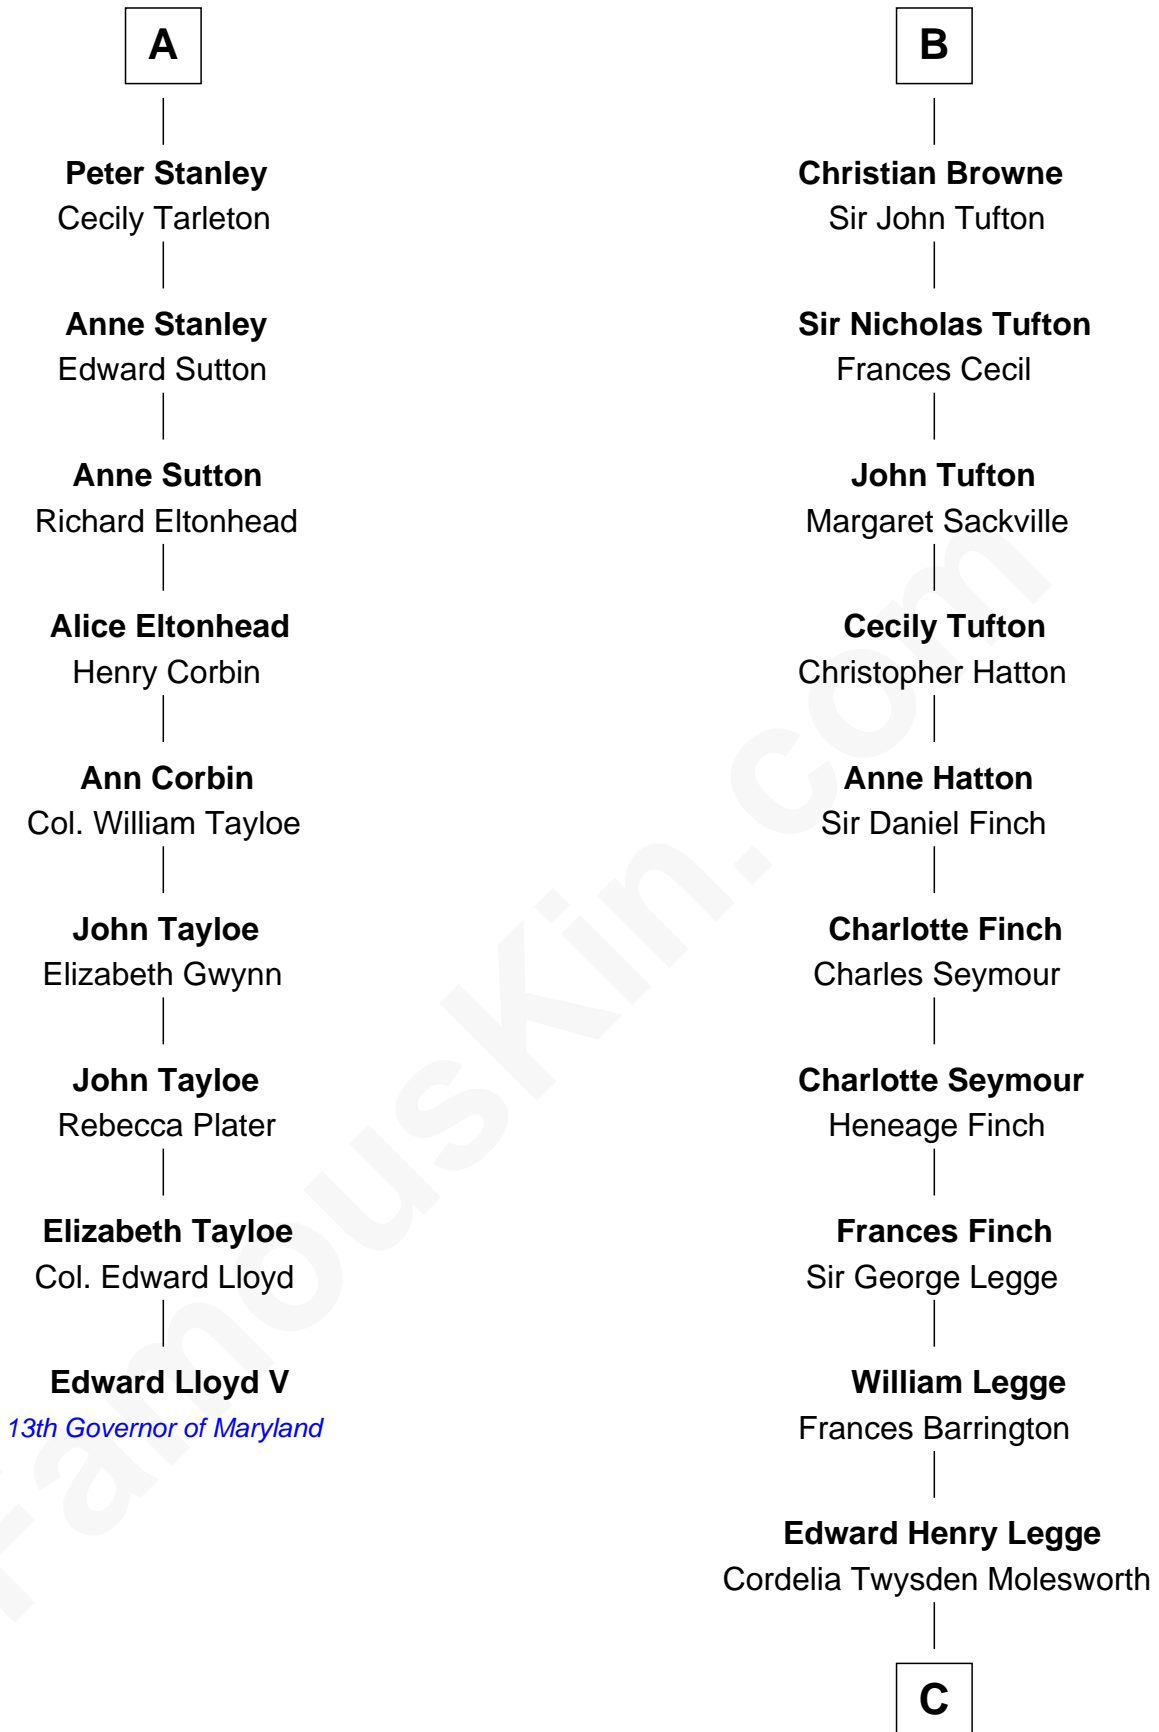 A
Peter Stanley
Cecily Tarleton
Anne Stanley
Edward Sutton
Anne Sutton
Richard Eltonhead
Alice Eltonhead
Henry Corbin
Ann Corbin
Col. William Tayloe
John Tayloe
Elizabeth Gwynn
John Tayloe
Rebecca Plater
Elizabeth Tayloe
Col. Edward Lloyd
Edward Lloyd V
13th Governor of Maryland
B
Christian Browne
Sir John Tufton
Sir Nicholas Tufton
Frances Cecil
John Tufton
Margaret Sackville
Cecily Tufton
Christopher Hatton
Anne Hatton
Sir Daniel Finch
Charlotte Finch
Charles Seymour
Charlotte Seymour
Heneage Finch
Frances Finch
Sir George Legge
William Legge
Frances Barrington
Edward Henry Legge
Cordelia Twysden Molesworth
C
FamousKin.com